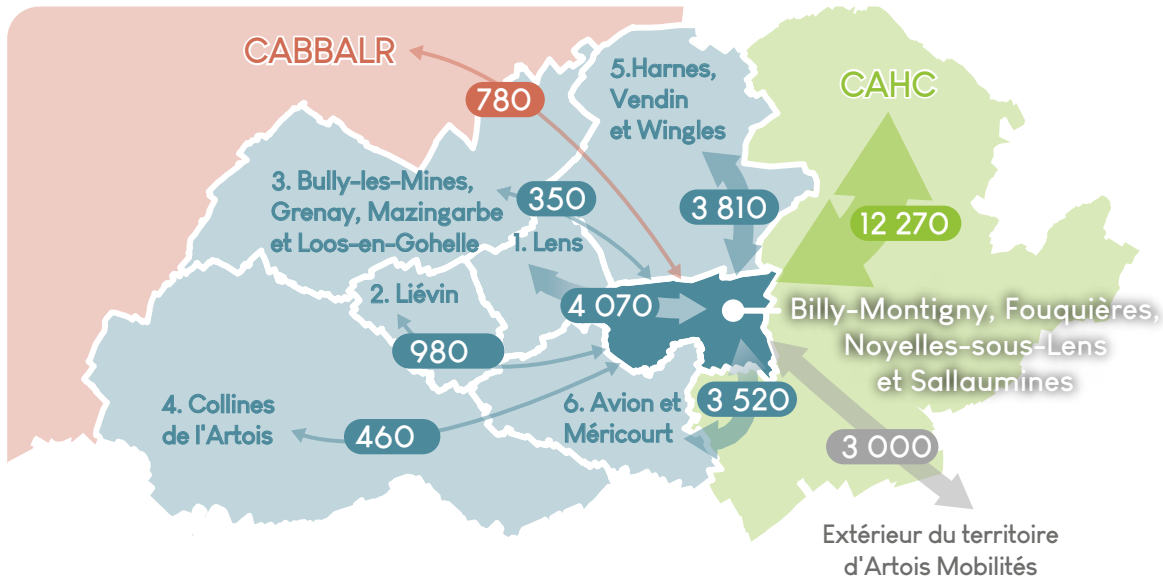 CABBALR
780
5.Harnes,
Vendin
et Wingles
CAHC
3. Bully-les-Mines,
Grenay, Mazingarbe
et Loos-en-Gohelle
350
3 810
12 270
1. Lens
2. Liévin
4 070
Billy-Montigny, Fouquières,
Noyelles-sous-Lens
et Sallaumines
980
4. Collines
de l'Artois
460
6. Avion et
Méricourt
3 520
3 000
Extérieur du territoire
d'Artois Mobilités